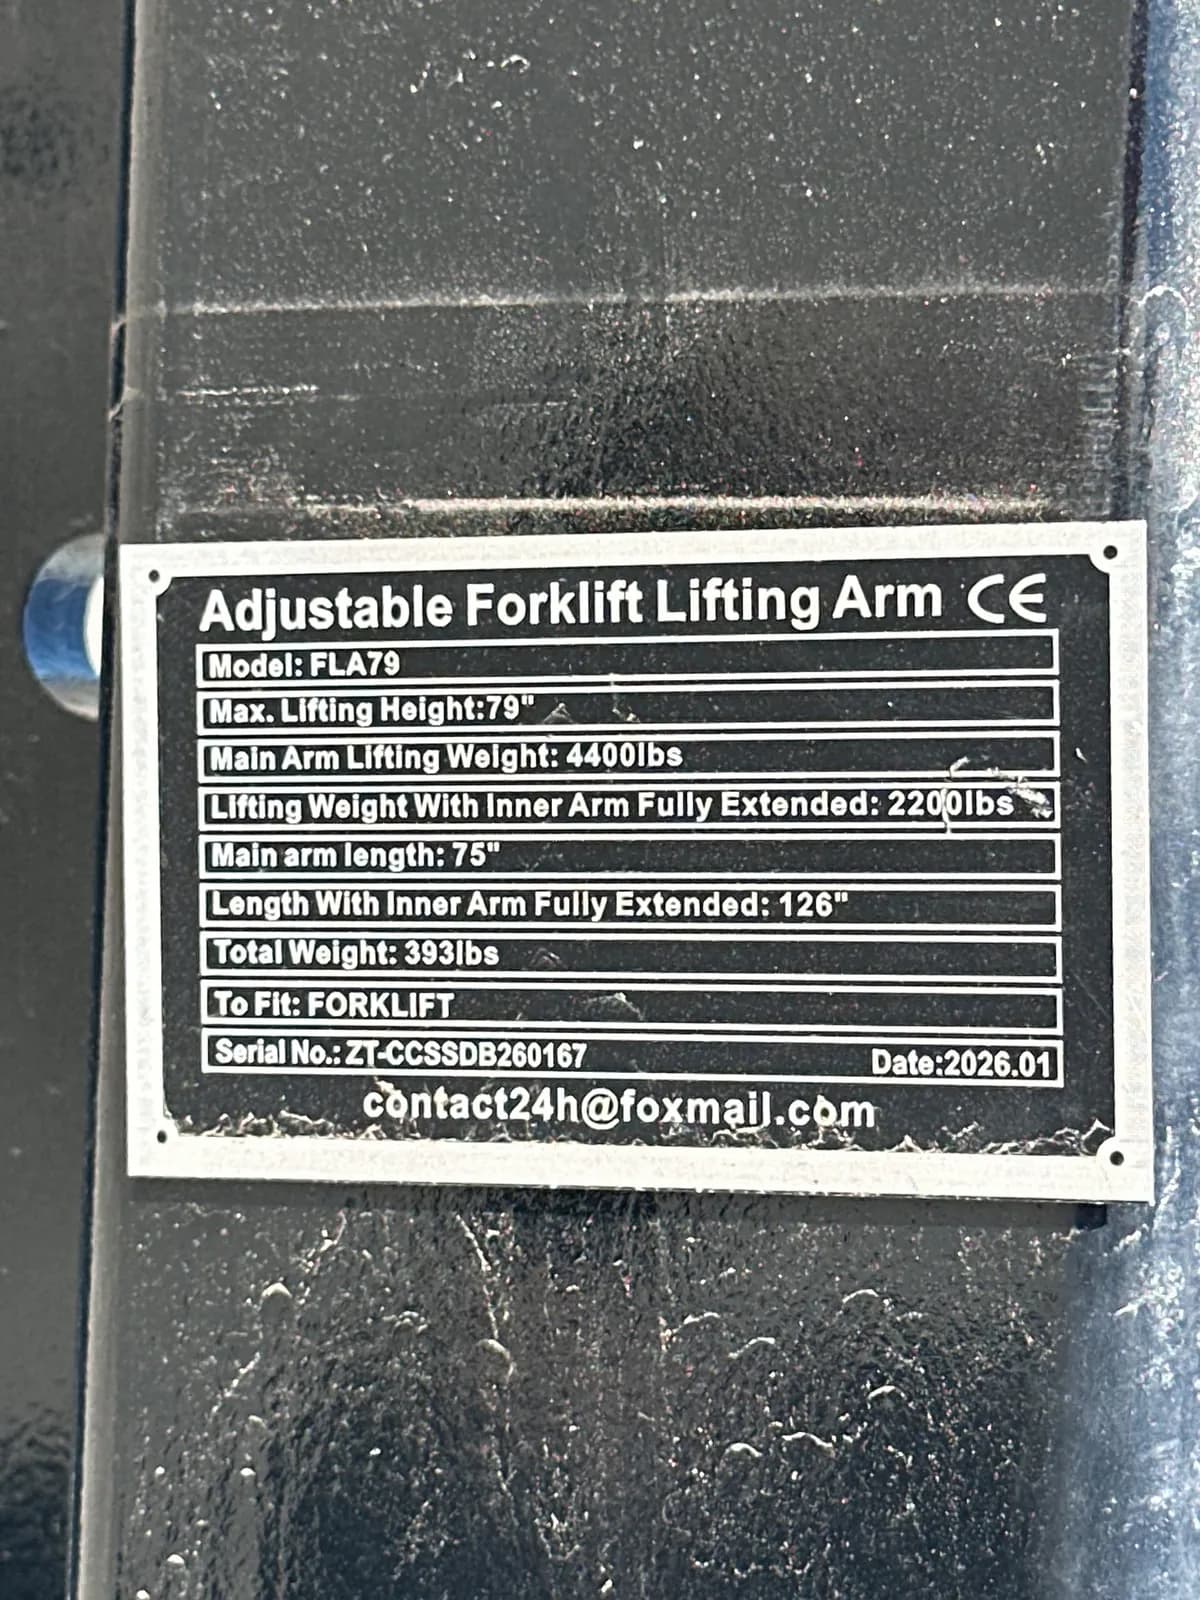 Adjustable Forklift Lifting Arm CE
Model: FLA79
Max. Lifting Height:79"
Main Arm Lifting Weight: 4400lbs
Lifting Weight With Inner Arm Fully Extended: 2200lbs
Main arm length: 75"
Length With Inner Arm Fully Extended: 126"
Total Weight: 393lbs
To Fit: FORKLIFT
Serial No.: ZT-CCSSDB260167 Date:2026.01
contact24h@foxmail.com